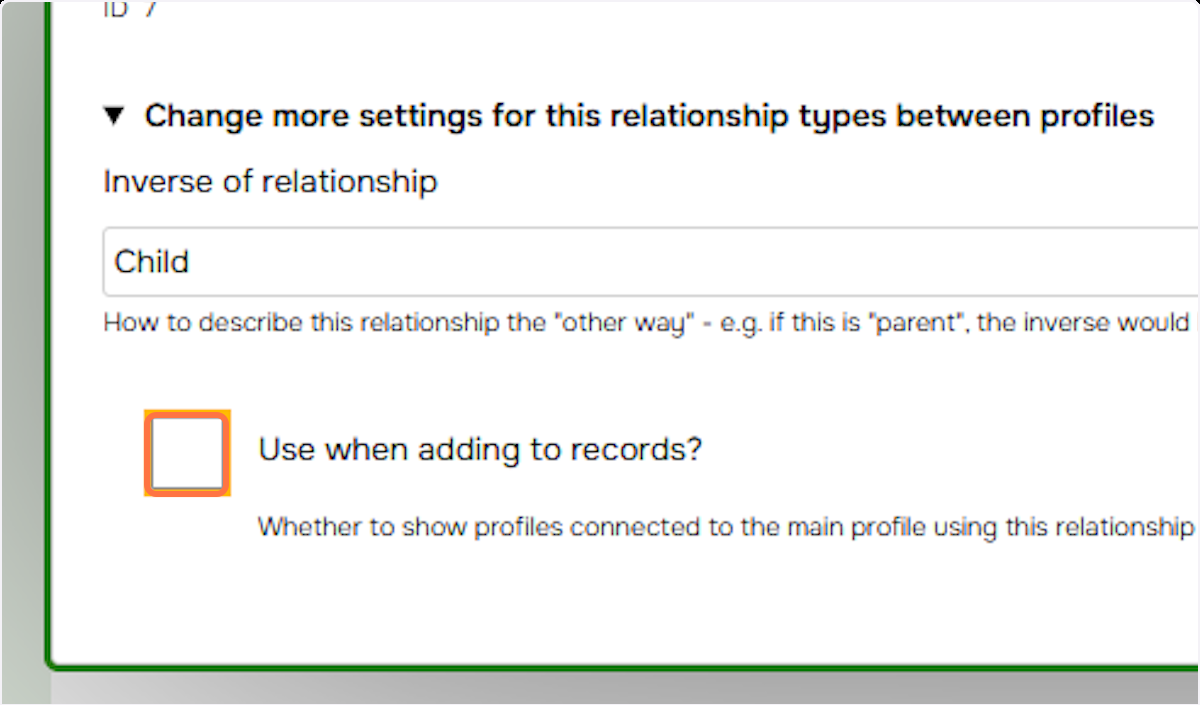 ID 7
Change more settings for this relationship types between profiles
Inverse of relationship
Child
How to describe this relationship the "other way" - e.g. if this is "parent", the inverse would
Use when adding to records?
Whether to show profiles connected to the main profile using this relationship